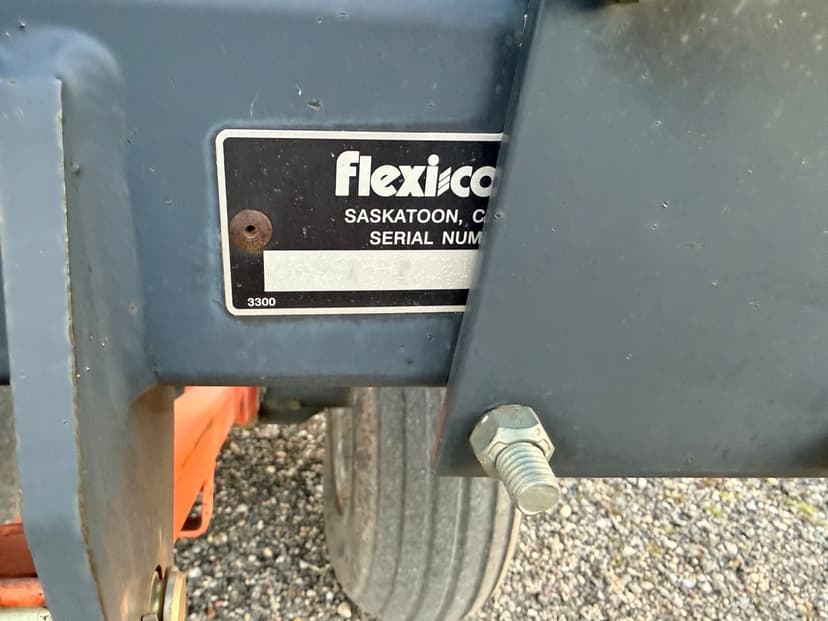 flexi-co
SASKATOON, C
SERIAL NUM
3300